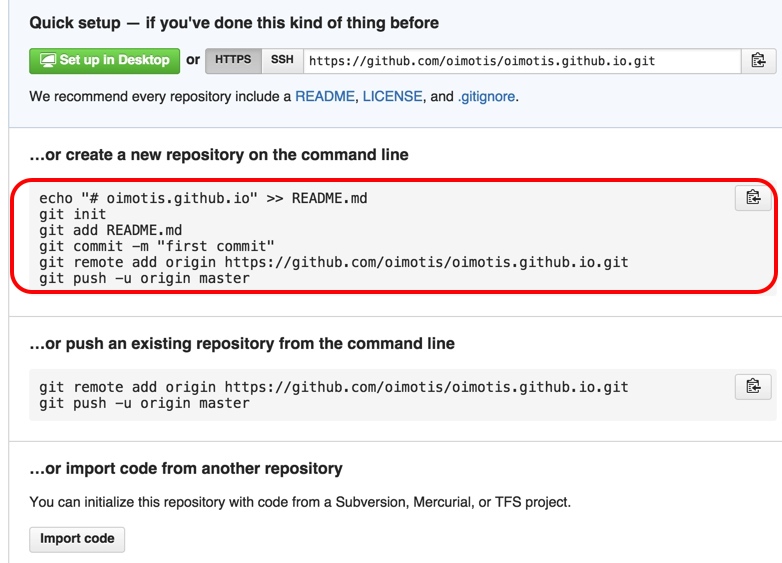 Quick setup — if you've done this kind of thing before
Set up in Desktop or HTTPS SSH https://github.com/oimotis/oimotis.github.io.git
We recommend every repository include a README, LICENSE, and .gitignore.
…or create a new repository on the command line
echo "# oimotis.github.io" >> README.md
git init
git add README.md
git commit -m "first commit"
git remote add origin https://github.com/oimotis/oimotis.github.io.git
git push -u origin master
…or push an existing repository from the command line
git remote add origin https://github.com/oimotis/oimotis.github.io.git
git push -u origin master
…or import code from another repository
You can initialize this repository with code from a Subversion, Mercurial, or TFS project.
Import code